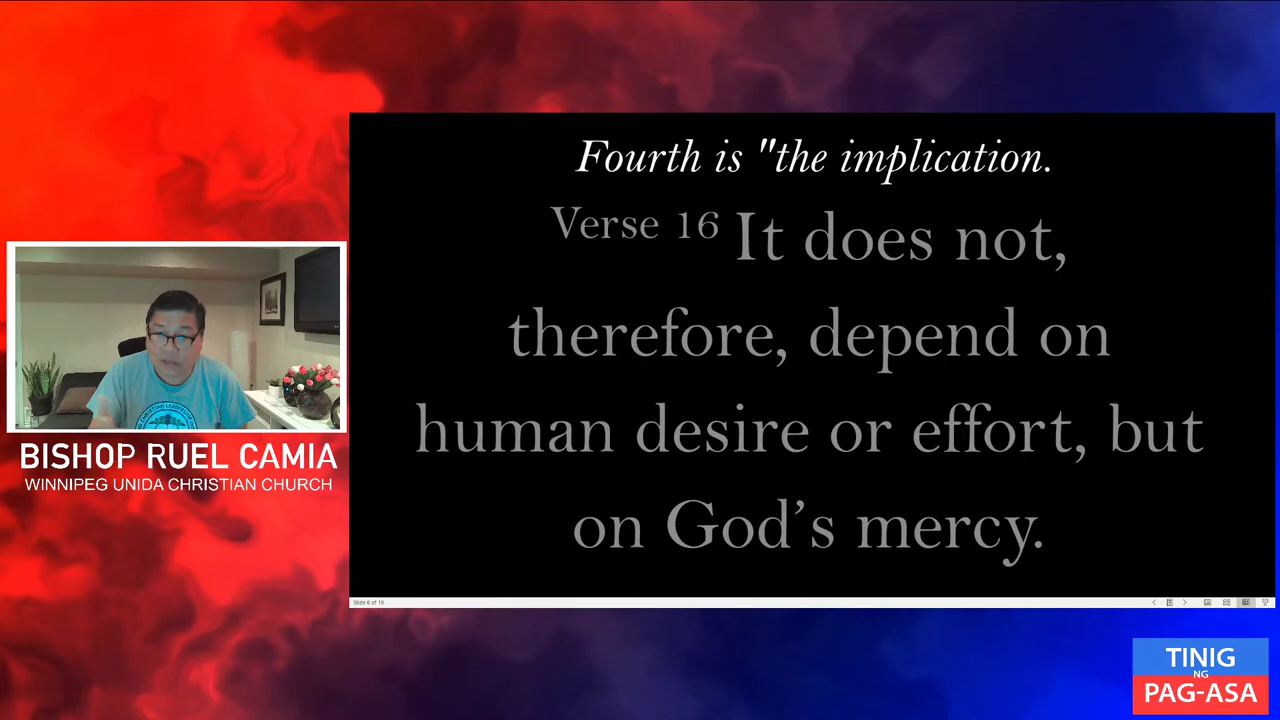 Fourth is "the implication.
Verse 16 It does not,
therefore, depend on
human desire or effort, but
on God’s mercy.
Slide 6 of 19
BISHOP RUEL CAMIA
WINNIPEG UNIDA CHRISTIAN CHURCH
TINIG
NG
PAG-ASA